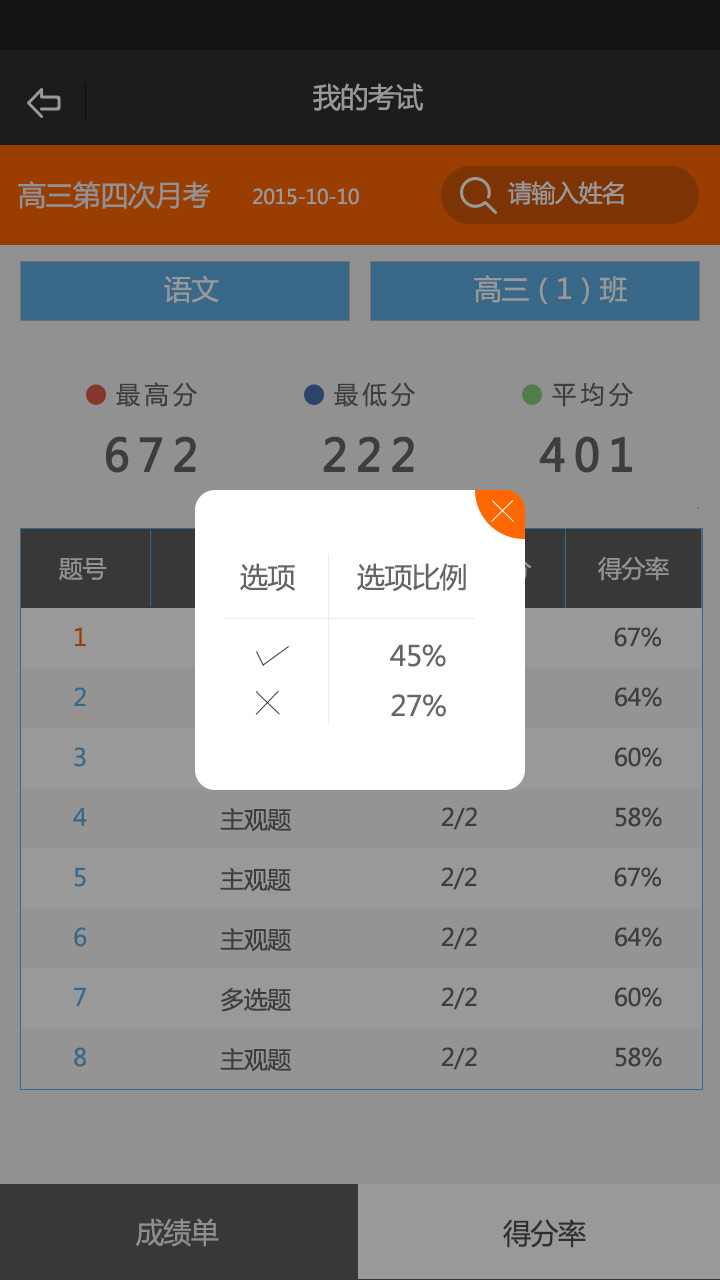 我的考试
高三第四次月考 2015-10-10 请输入姓名
语文 高三（1）班
最高分 最低分 平均分
672 222 401
选项 选项比例
45%
27%
题号 得分率
1 67%
2 64%
3 60%
4 主观题 2/2 58%
5 主观题 2/2 67%
6 主观题 2/2 64%
7 多选题 2/2 60%
8 主观题 2/2 58%
成绩单 得分率